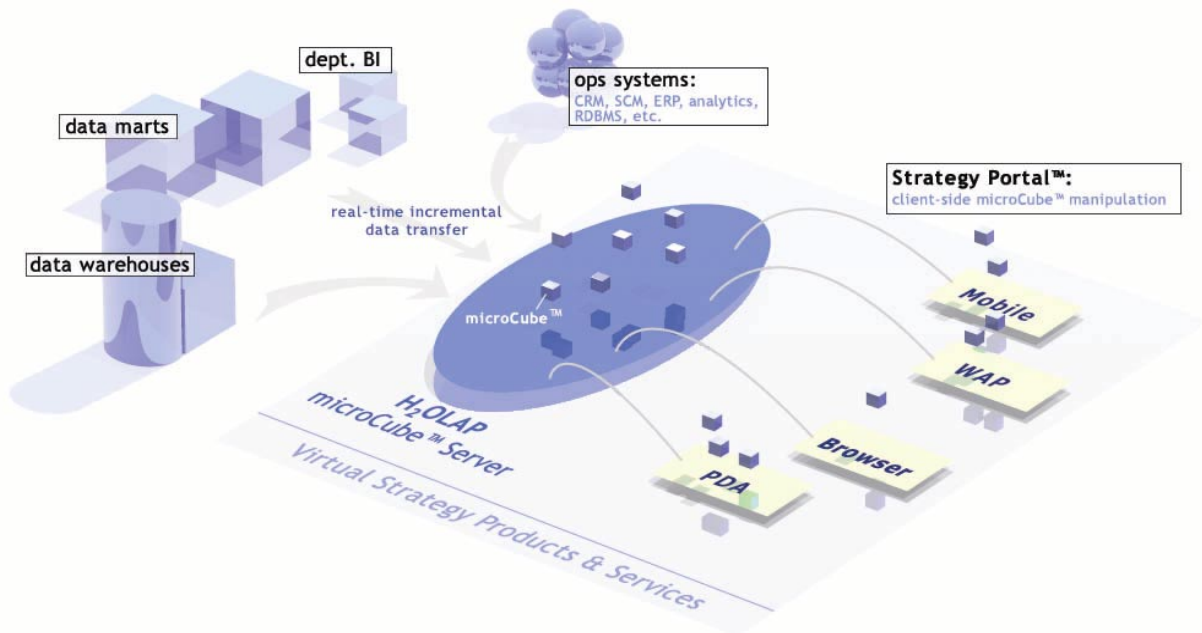 dept. BI
ops systems:
CRM, SCM, ERP, analytics,
RDBMS, etc.
data marts
Strategy Portal™:
client-side microCube™ manipulation
real-time incremental
data transfer
data warehouses
microCube™
Mobile
WAP
Browser
PDA
H₂OLAP
microCube™ Server
Virtual Strategy Products & Services